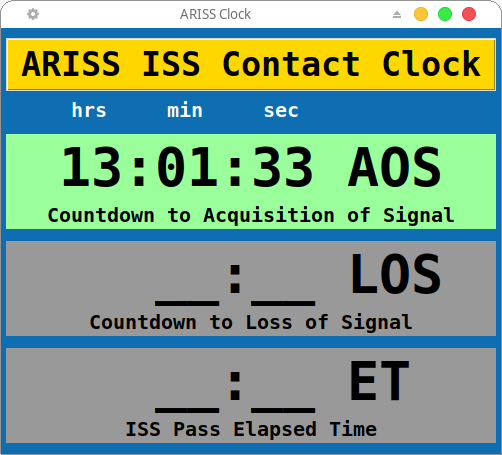 ARISS Clock
ARISS ISS Contact Clock
hrs min sec
13:01:33 AOS
Countdown to Acquisition of Signal
__:__ LOS
Countdown to Loss of Signal
__:__ ET
ISS Pass Elapsed Time